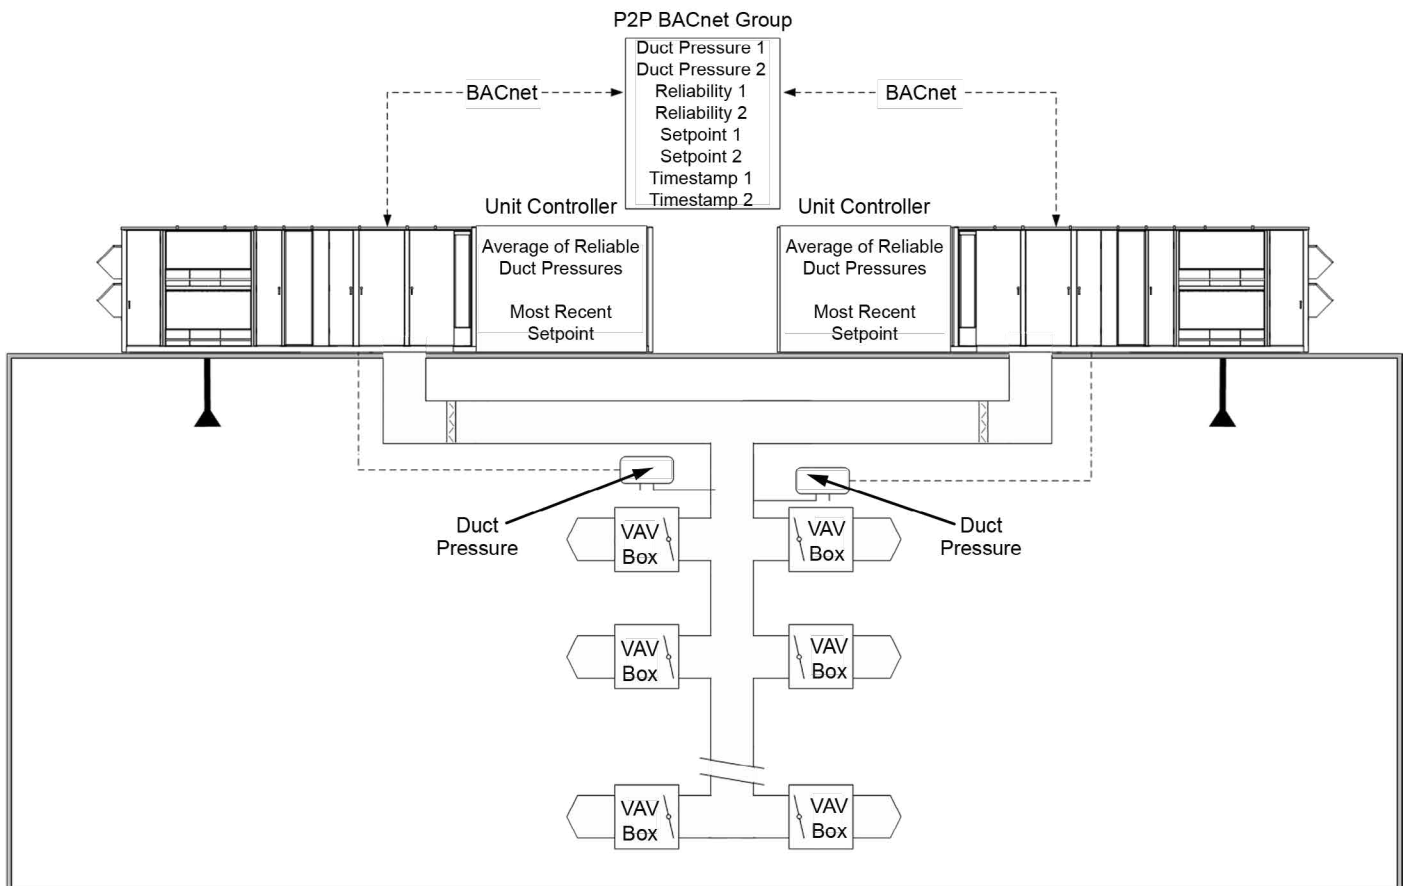 P2P BACnet Group
Duct Pressure 1
Duct Pressure 2
Reliability 1
Reliability 2
Setpoint 1
Setpoint 2
Timestamp 1
Timestamp 2
BACnet
BACnet
Unit Controller
Average of Reliable
Duct Pressures
Most Recent
Setpoint
Unit Controller
Average of Reliable
Duct Pressures
Most Recent
Setpoint
Duct
Pressure
Duct
Pressure
VAV
Box
VAV
Box
VAV
Box
VAV
Box
VAV
Box
VAV
Box